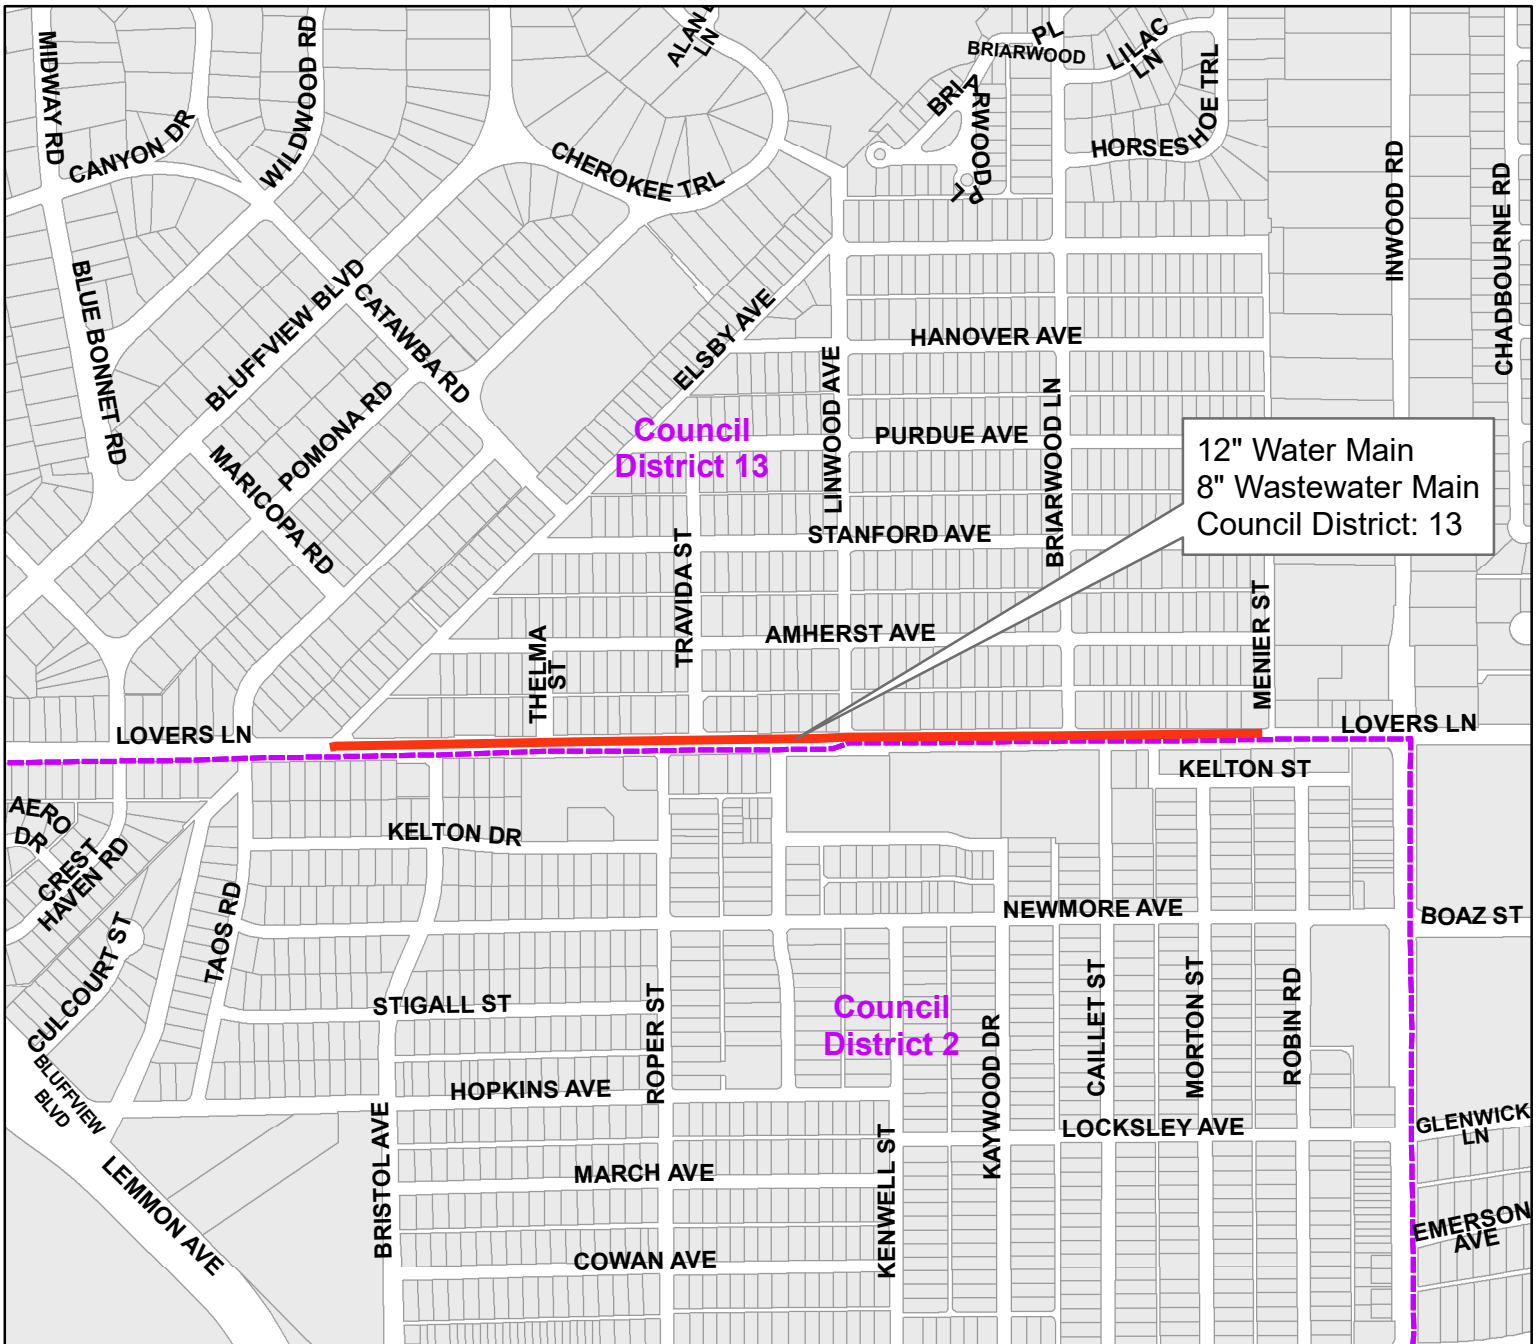 MIDWAY RD
WILDWOOD RD
ALAN
LN
BRIARWOOD
PL
LILAC
LN
CANYON DR
CHEROKEE TRL
BRIARWOOD
PL
HORSESHOE TRL
INWOOD RD
CHADBOURNE RD
BLUE BONNET RD
BLUFFVIEW BLVD
CATAWBA RD
ELSBY AVE
HANOVER AVE
LINWOOD AVE
BRIARWOOD LN
POMONA RD
Council
District 13
PURDUE AVE
12" Water Main
8" Wastewater Main
Council District: 13
MARICOPA RD
STANFORD AVE
TRAVIDA ST
THELMA
ST
AMHERST AVE
MENIER ST
LOVERS LN
LOVERS LN
KELTON ST
AERO
DR
KELTON DR
CREST
HAVEN RD
TAOS RD
NEWMORE AVE
BOAZ ST
CULCOURT ST
STIGALL ST
ROPER ST
Council
District 2
KAYWOOD DR
CAILLET ST
MORTON ST
ROBIN RD
BLUFFVIEW
BLVD
HOPKINS AVE
BRISTOL AVE
KENWELL ST
LOCKSLEY AVE
GLENWICK
LN
LEMMON AVE
MARCH AVE
EMERSON
AVE
COWAN AVE